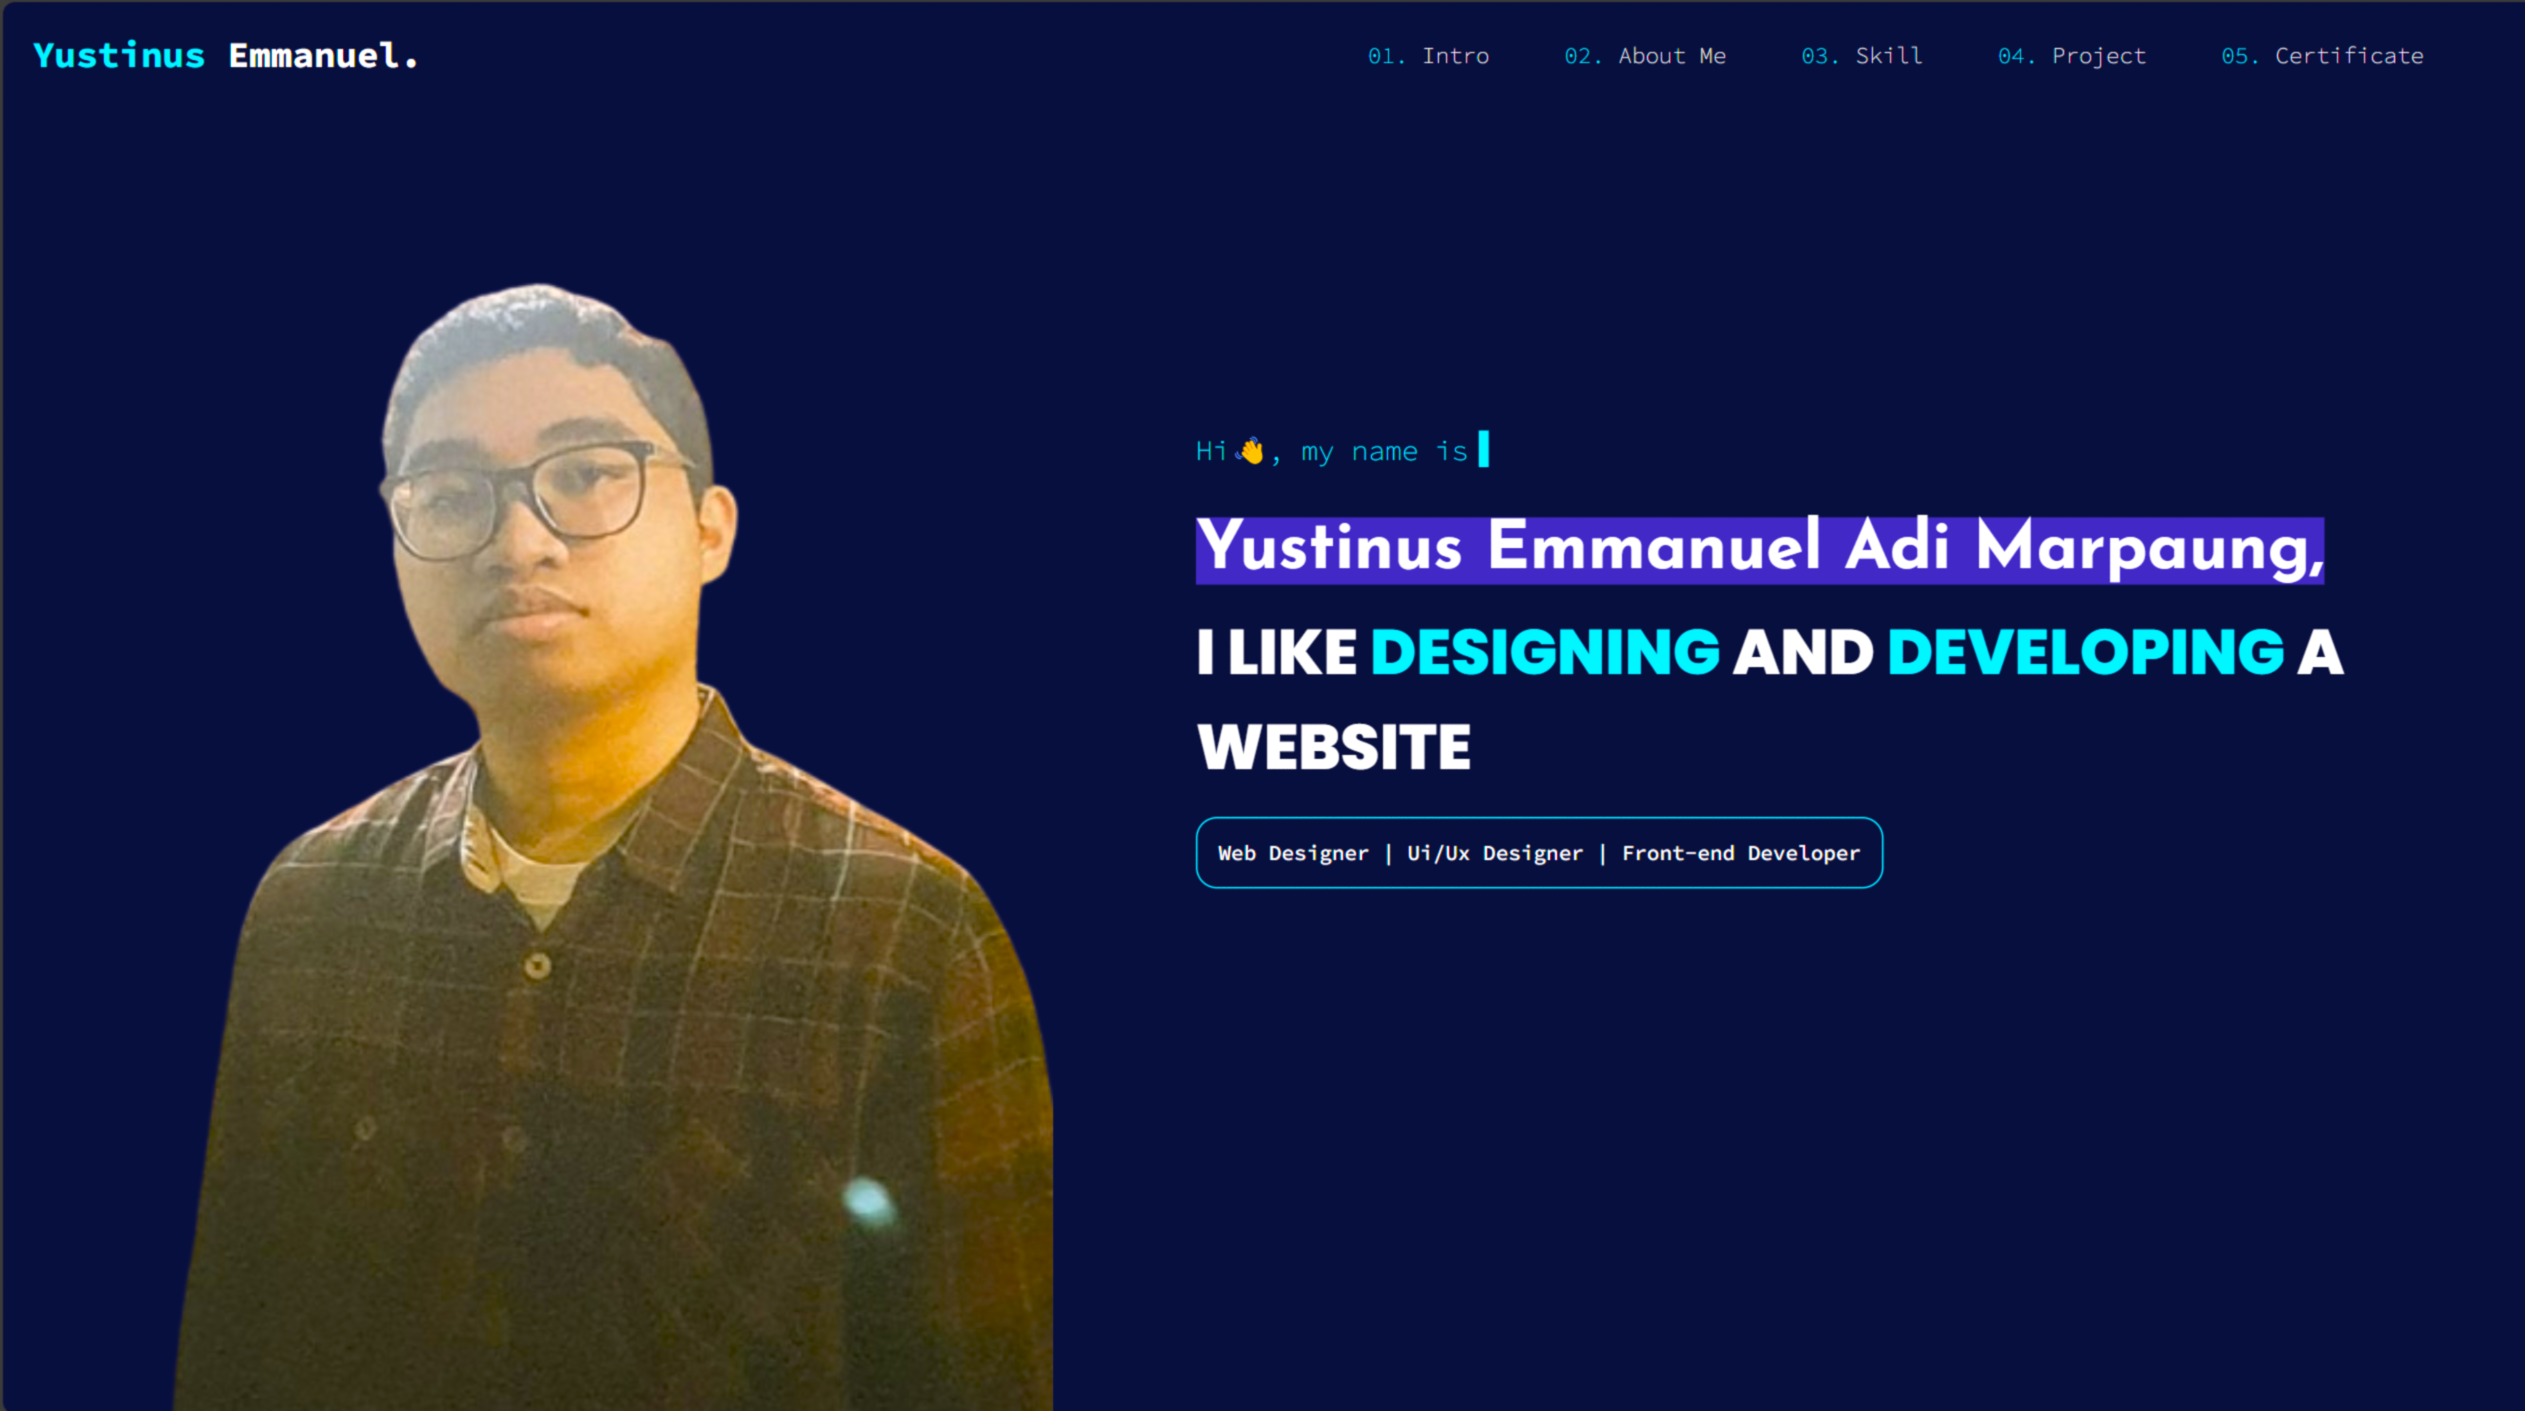 Yustinus Emmanuel.
01. Intro 02. About Me 03. Skill 04. Project 05. Certificate
Hi👋, my name is
Yustinus Emmanuel Adi Marpaung,
I LIKE DESIGNING AND DEVELOPING A
WEBSITE
Web Designer | Ui/Ux Designer | Front-end Developer